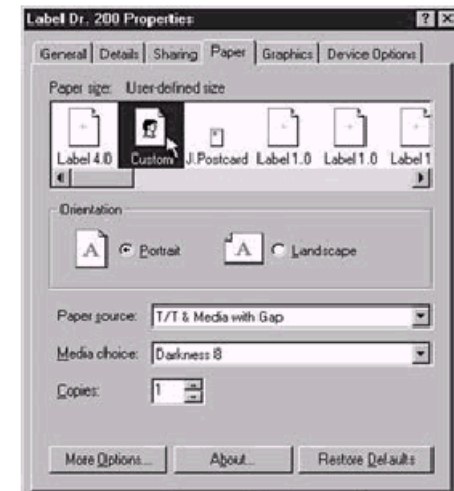 Label Dr. 200 Properties
General Details Sharing Paper Graphics Device Options
Paper size: User-defined size
Label 4.0 Custom J.Postcard Label 1.0 Label 1.0 Label 1
Orientation
A Portrait A Landscape
Paper source: T/T & Media with Gap
Media choice: Darkness 8
Copies: 1
More Options... About... Restore Defaults